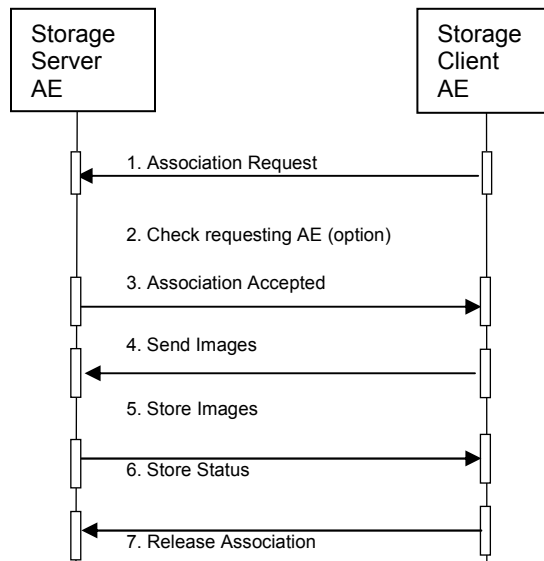 Storage
Server
AE
Storage
Client
AE
1. Association Request
2. Check requesting AE (option)
3. Association Accepted
4. Send Images
5. Store Images
6. Store Status
7. Release Association